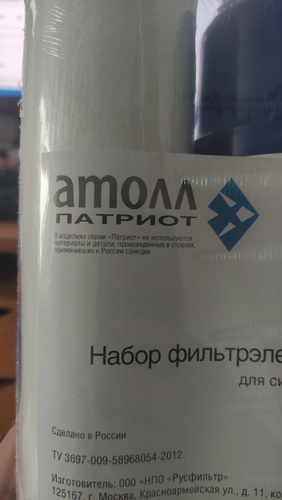 атолл
ПАТРИОТ
В изделиях серии «Патриот» не используются
материалы и детали, произведенные в странах,
применивших к России санкции
Набор фильтрэле
для си
Сделано в России
ТУ 3697-009-58968054-2012
Изготовитель: ООО «НПО "Русфильтр"
125167, г. Москва, Красноармейская ул., д. 11, ко